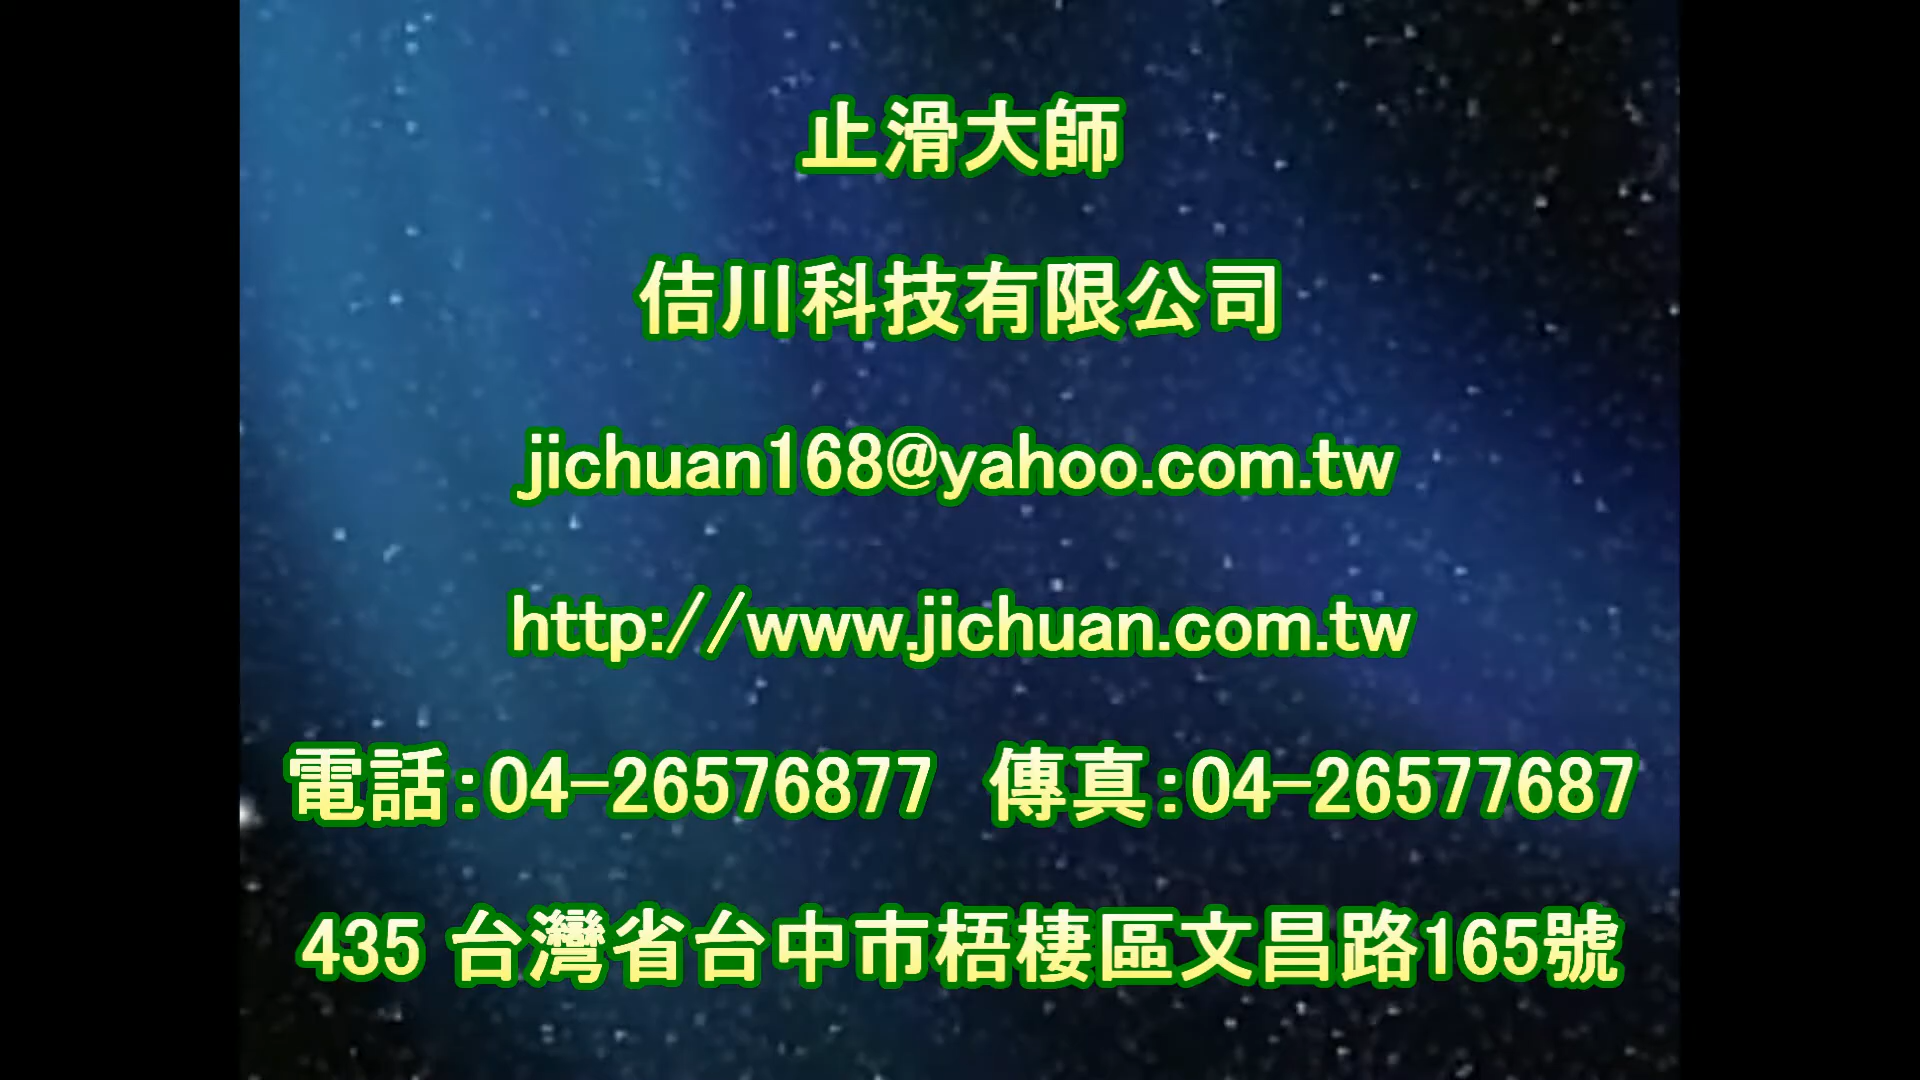 止滑大師
佶川科技有限公司
jichuan168@yahoo.com.tw
http://www.jichuan.com.tw
電話:04-26576877 傳真:04-26577687
435 台灣省台中市梧棲區文昌路165號